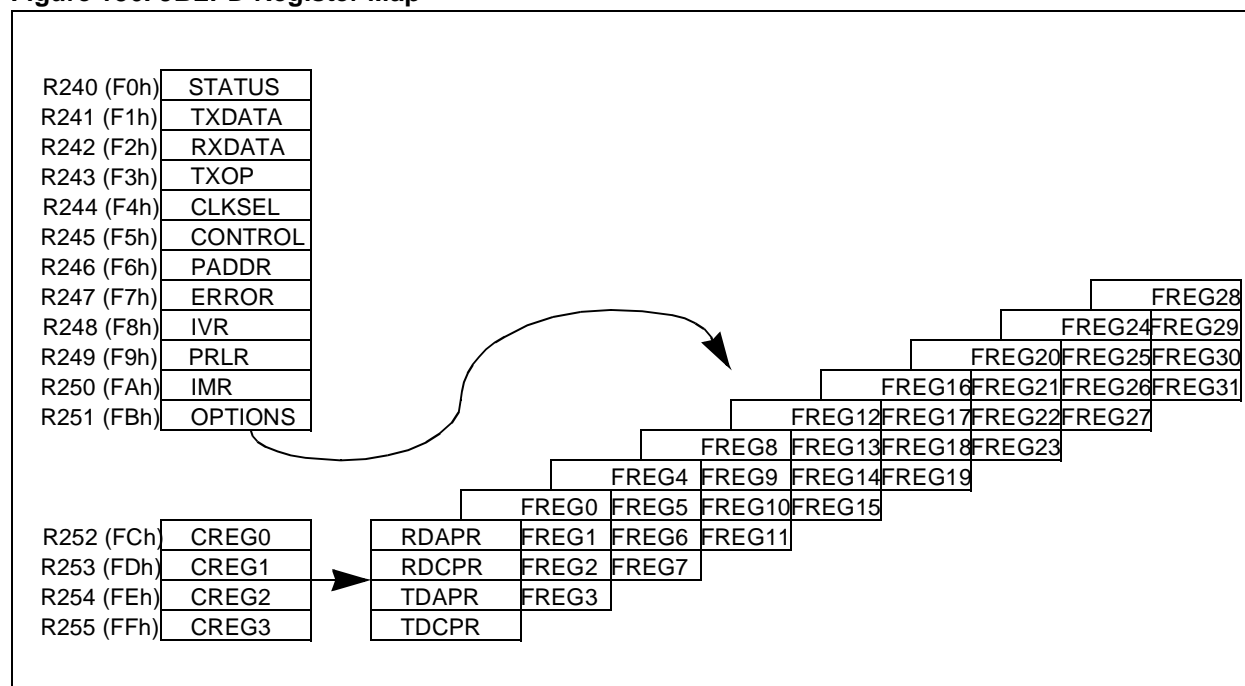 Figure JBLPD Register Map
R240 (F0h) STATUS
R241 (F1h) TXDATA
R242 (F2h) RXDATA
R243 (F3h) TXOP
R244 (F4h) CLKSEL
R245 (F5h) CONTROL
R246 (F6h) PADDR
R247 (F7h) ERROR FREG28
R248 (F8h) IVR FREG24 FREG29
R249 (F9h) PRLR FREG20 FREG25 FREG30
R250 (FAh) IMR FREG16 FREG21 FREG26 FREG31
R251 (FBh) OPTIONS FREG12 FREG17 FREG22 FREG27
FREG8 FREG13 FREG18 FREG23
FREG4 FREG9 FREG14 FREG19
FREG0 FREG5 FREG10 FREG15
R252 (FCh) CREG0 RDAPR FREG1 FREG6 FREG11
R253 (FDh) CREG1 RDCPR FREG2 FREG7
R254 (FEh) CREG2 TDAPR FREG3
R255 (FFh) CREG3 TDCPR